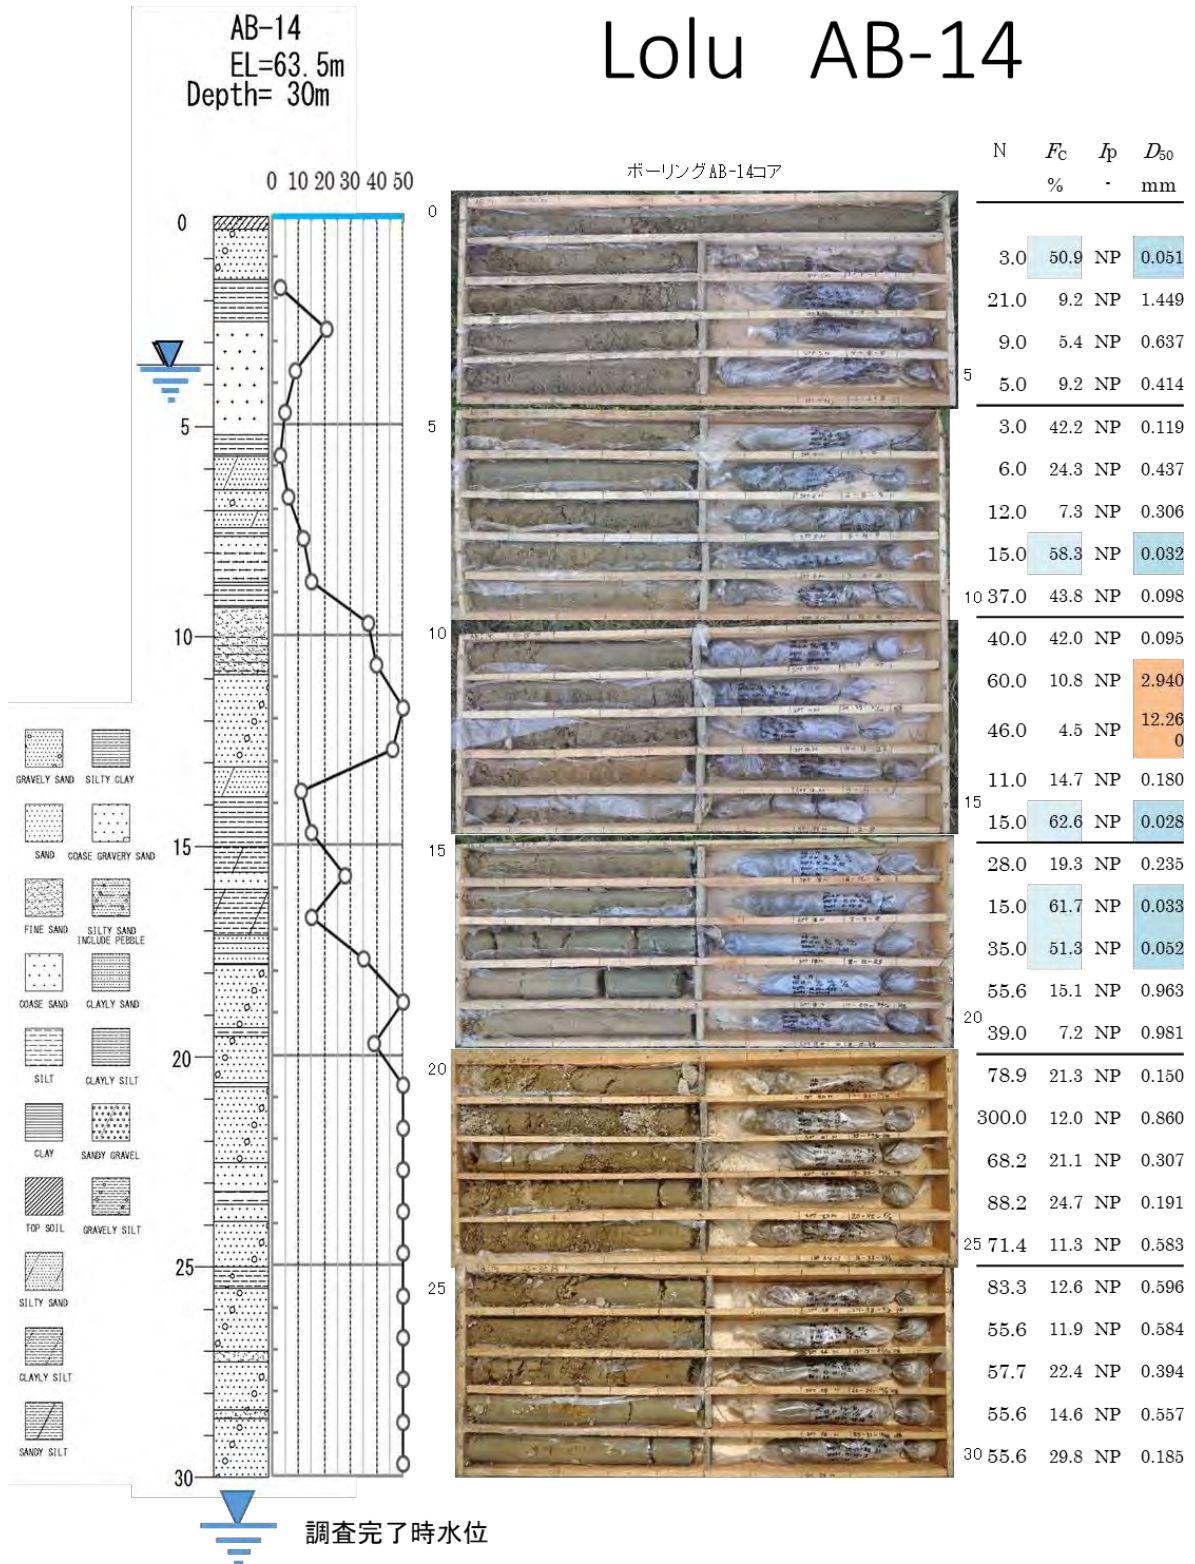 AB-14
EL=63.5m
Depth= 30m
Lolu AB-14
ボーリングAB-14コア
N FC Ip D50
% - mm
0 10 20 30 40 50
0
5
10
15
20
25
30
0
5
5
10
10
15
15
20
20
25
25
30
3.0 50.9 NP 0.051
21.0 9.2 NP 1.449
9.0 5.4 NP 0.637
5.0 9.2 NP 0.414
3.0 42.2 NP 0.119
6.0 24.3 NP 0.437
12.0 7.3 NP 0.306
15.0 58.3 NP 0.032
37.0 43.8 NP 0.098
40.0 42.0 NP 0.095
60.0 10.8 NP 2.940
46.0 4.5 NP 12.260
11.0 14.7 NP 0.180
15.0 62.6 NP 0.028
28.0 19.3 NP 0.235
15.0 61.7 NP 0.033
35.0 51.3 NP 0.052
55.6 15.1 NP 0.963
39.0 7.2 NP 0.981
78.9 21.3 NP 0.150
300.0 12.0 NP 0.860
68.2 21.1 NP 0.307
88.2 24.7 NP 0.191
71.4 11.3 NP 0.583
83.3 12.6 NP 0.596
55.6 11.9 NP 0.584
57.7 22.4 NP 0.394
55.6 14.6 NP 0.557
55.6 29.8 NP 0.185
GRAVELY SAND SILTY CLAY
SAND COASE GRAVERY SAND
FINE SAND SILTY SAND
INCLUDE PEBBLE
COASE SAND CLAYLY SAND
SILT CLAYLY SILT
CLAY SANDY GRAVEL
TOP SOIL GRAVELY SILT
SILTY SAND
CLAYLY SILT
SANDY SILT
調査完了時水位